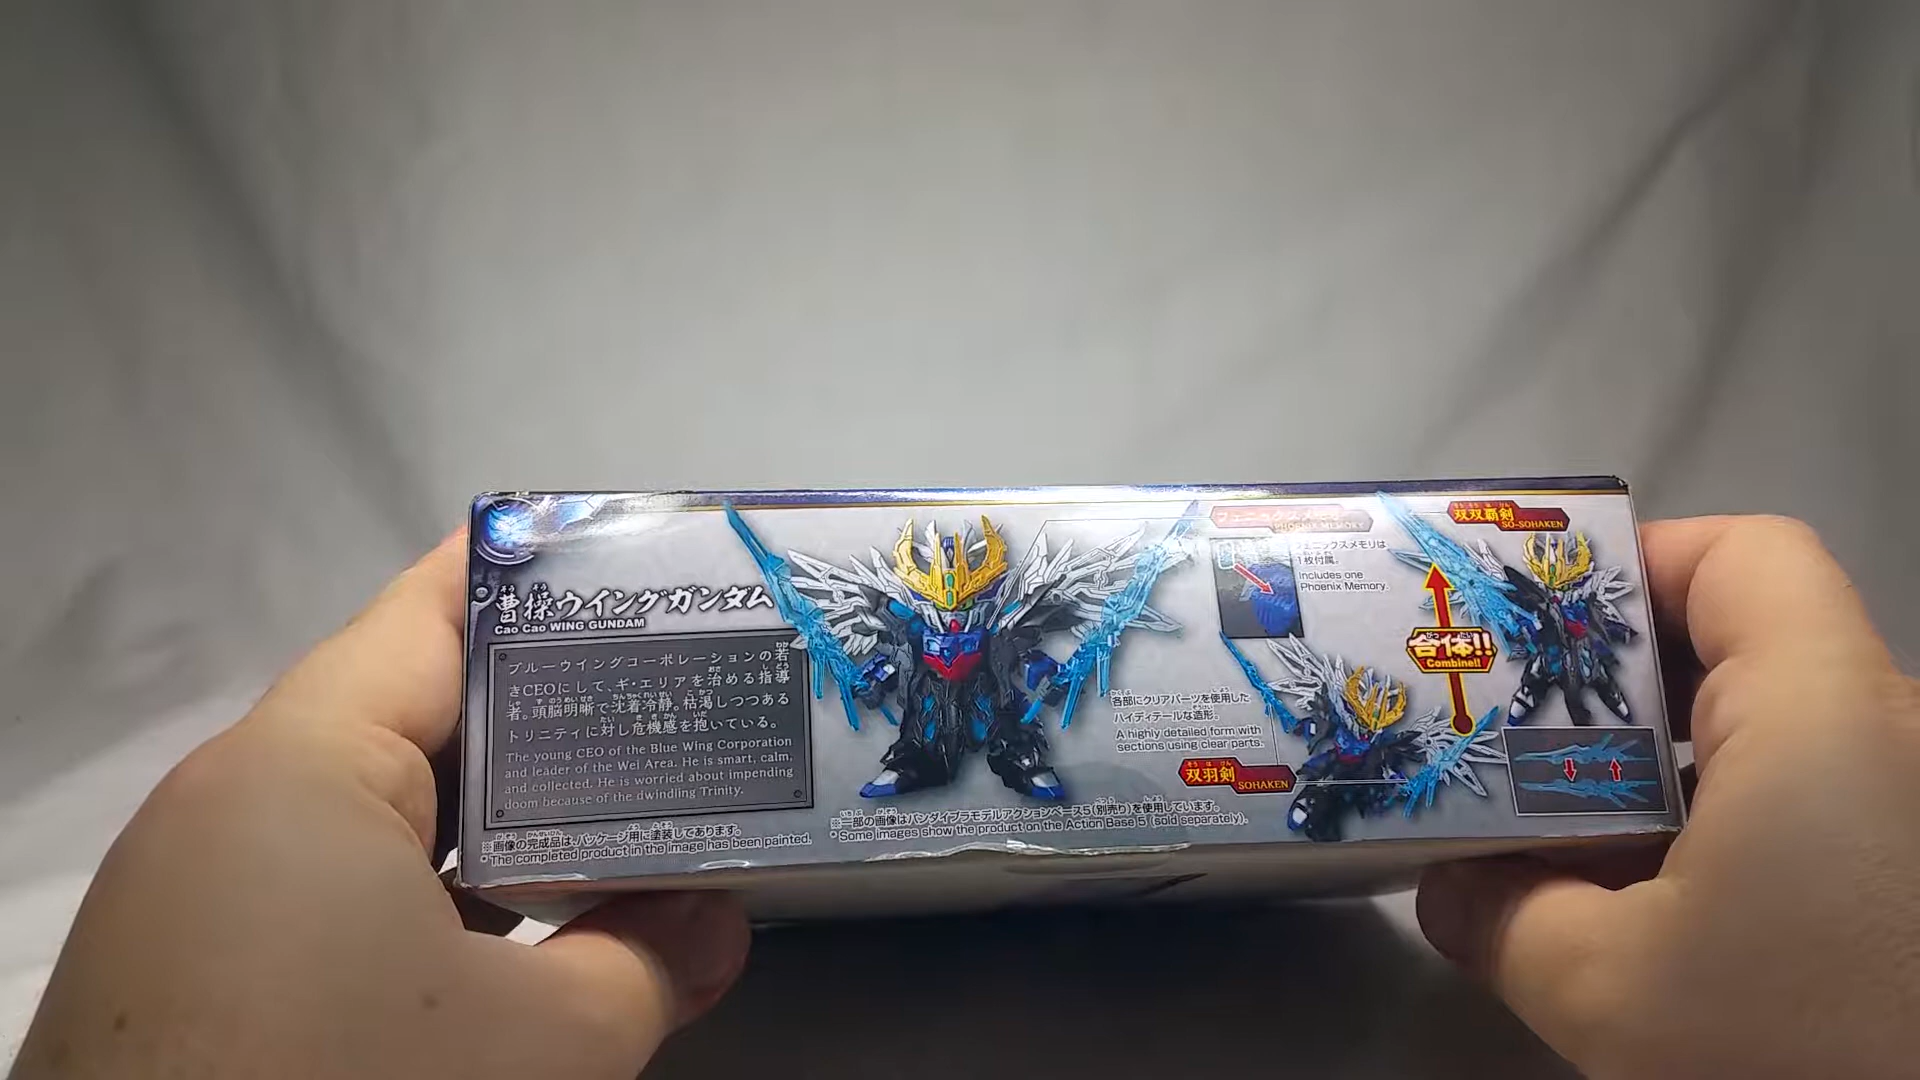 曹操ウイングガンダム
Cao Cao WING GUNDAM
ブルーウイングコーポレーションの若
きCEOにして、ギ・エリアを治める指導
者。頭脳明晰で沈着冷静。枯渇しつつある
トリニティに対し危機感を抱いている。
The young CEO of the Blue Wing Corporation
and leader of the Wei Area. He is smart, calm,
and collected. He is worried about impending
doom because of the dwindling Trinity.
※画像の完成品は、パッケージ用に塗装してあります。
* The completed product in the image has been painted.
※一部の画像はバンダイプラモデルアクションベース5(別売り)を使用しています。
* Some images show the product on the Action Base 5 (sold separately).
フェニックスメモリー
PHOENIX MEMORY
フェニックスメモリは
1枚付属。
Includes one
Phoenix Memory.
各部にクリアパーツを使用した
ハイディテールな造形。
A highly detailed form with
sections using clear parts.
双羽剣
SOHAKEN
双双覇剣
SO-SOHAKEN
合体!!
Combine!!